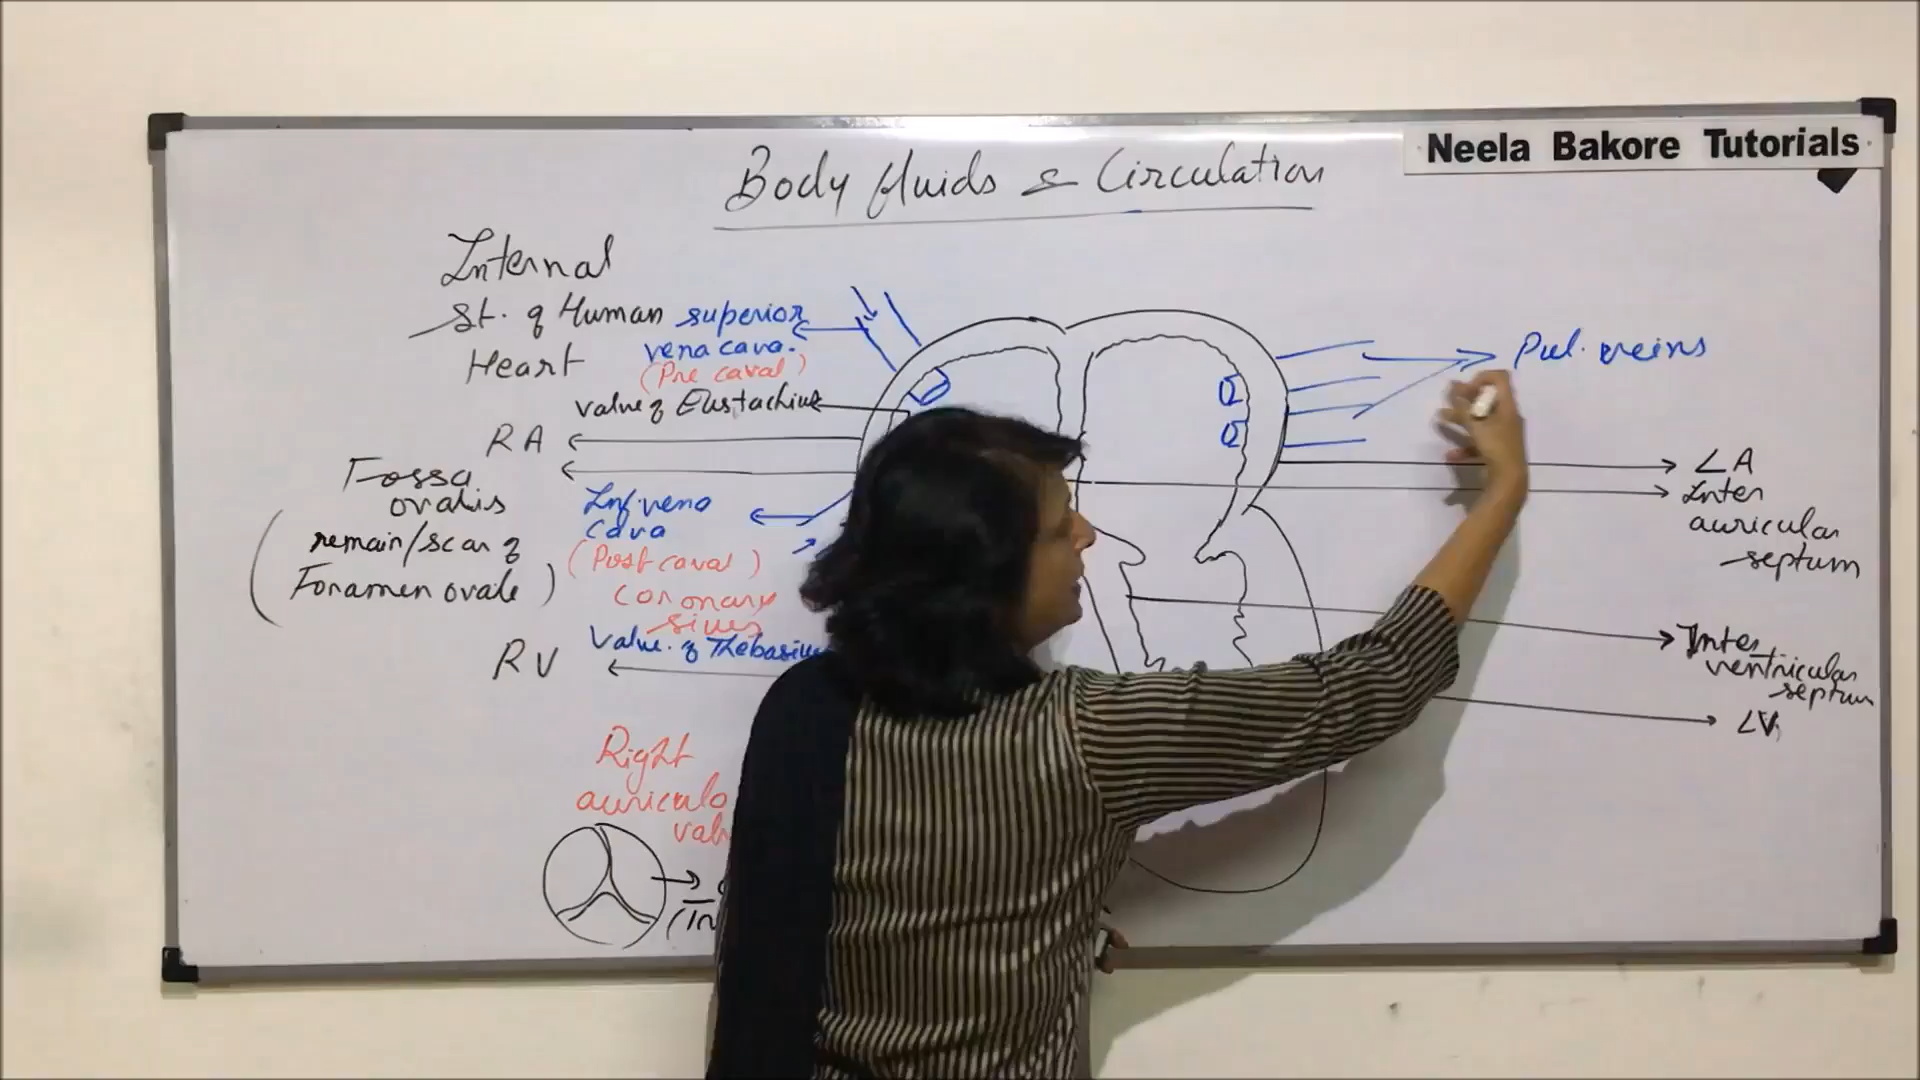 Neela Bakore Tutorials
Body fluids & Circulation
Internal
St. of Human
Heart
superior
vena cava.
(Pre caval)
valve of Eustachius
RA
Fossa
ovalis
(remain/scar of
Foramen ovale)
Inf. vena
cava
(Post caval)
coronary
sinus
Valve. of Thebasius
RV
Right
auriculo
valv
(Tri
Pul. veins
LA
Inter
auricular
septum
Inter
ventricular
septum
LV